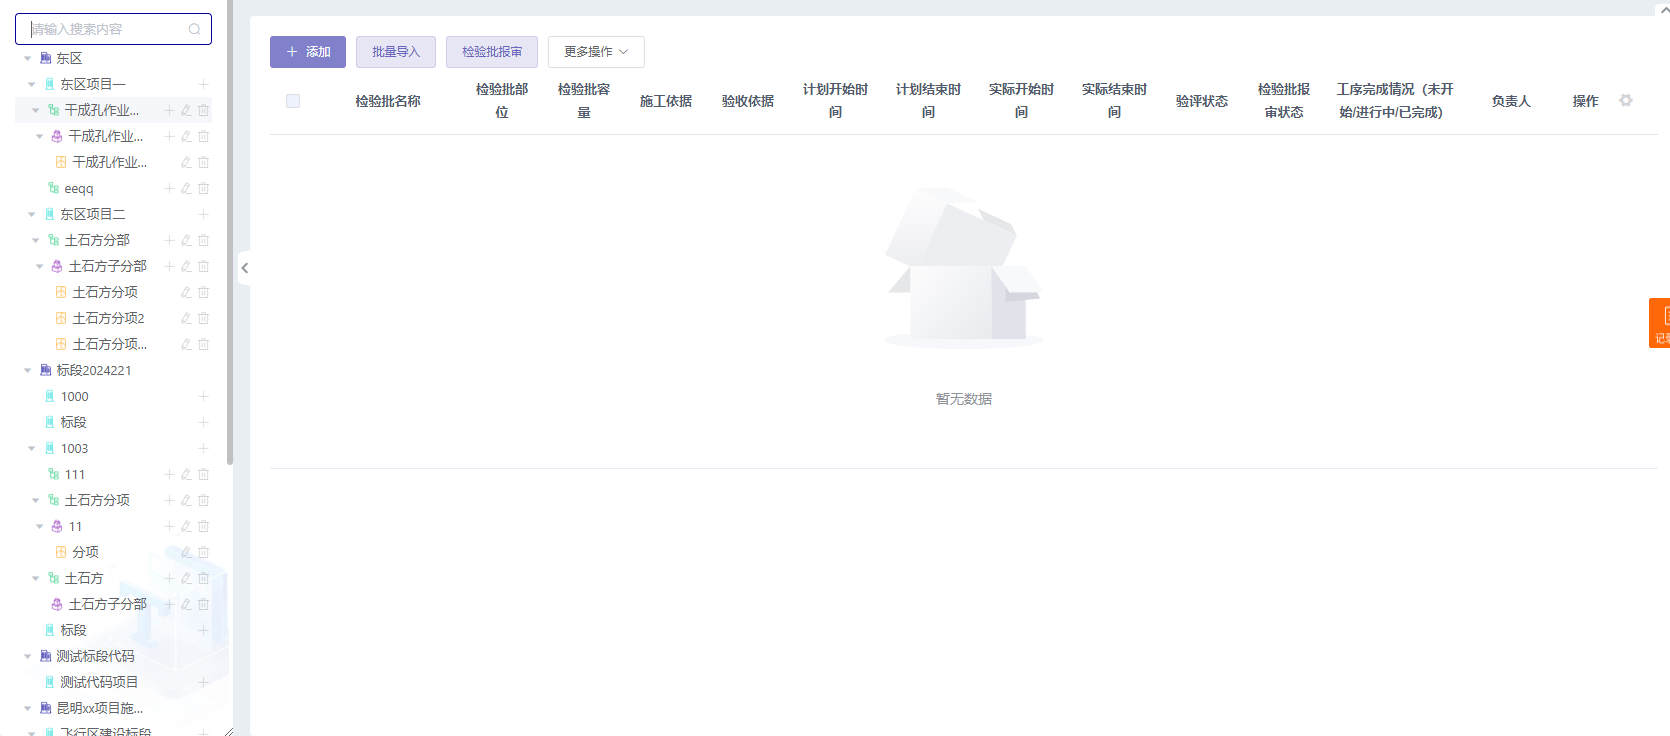 请输入搜索内容
东区
东区项目一
干成孔作业...
干成孔作业...
干成孔作业...
eeqq
东区项目二
土石方分部
土石方子分部
土石方分项
土石方分项2
土石方分项...
标段2024221
1000
标段
1003
111
土石方分项
11
分项
土石方
土石方子分部
标段
测试标段代码
测试代码项目
昆明xx项目施...
飞行区建设标段
添加
批量导入
检验批报审
更多操作
检验批名称
检验批部位
检验批容量
施工依据
验收依据
计划开始时间
计划结束时间
实际开始时间
实际结束时间
验评状态
检验批报审状态
工序完成情况（未开始/进行中/已完成）
负责人
操作
暂无数据